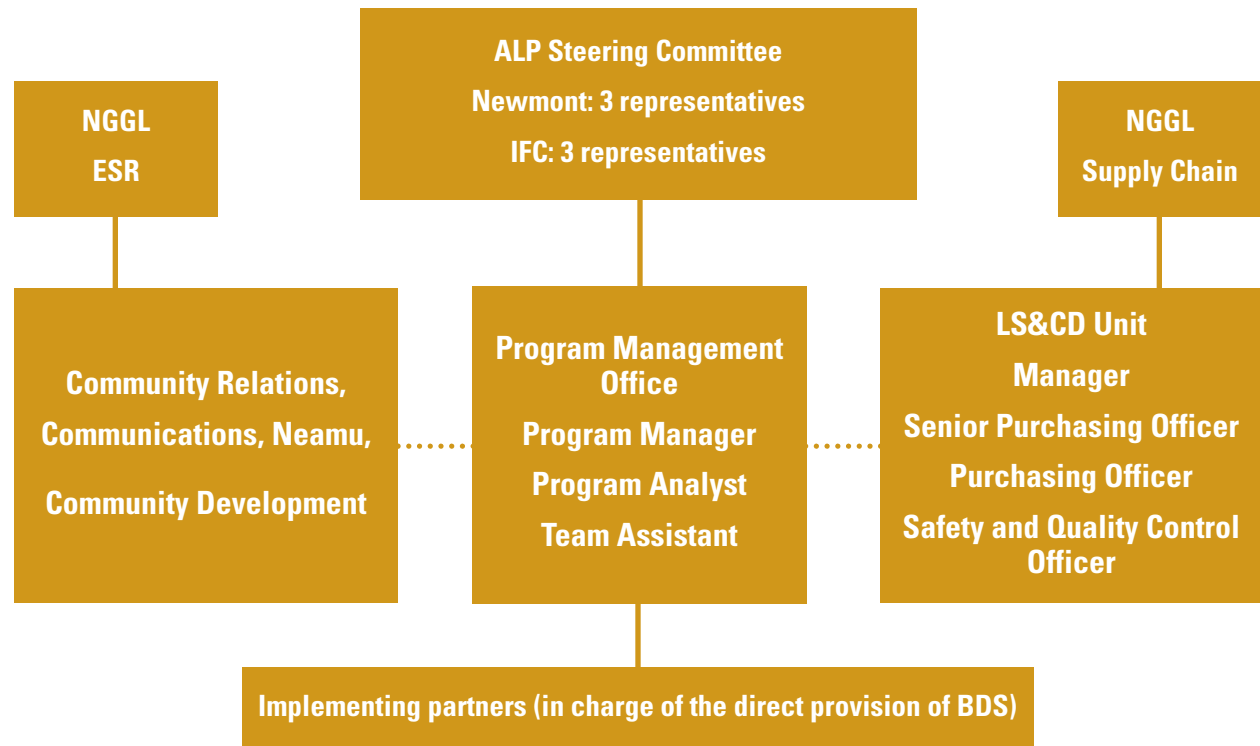 ALP Steering Committee
Newmont: 3 representatives
IFC: 3 representatives
NGGL
ESR
NGGL
Supply Chain
Community Relations,
Communications, Neamu,
Community Development
Program Management
Office
Program Manager
Program Analyst
Team Assistant
LS&CD Unit
Manager
Senior Purchasing Officer
Purchasing Officer
Safety and Quality Control
Officer
Implementing partners (in charge of the direct provision of BDS)